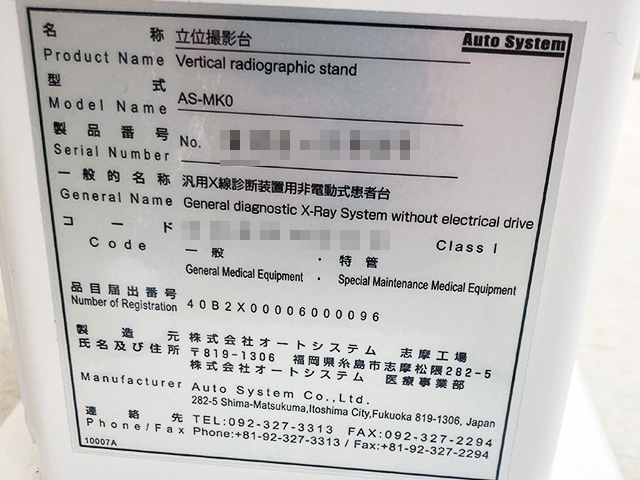 Auto System
名称 立位撮影台
Product Name Vertical radiographic stand
型式
Model Name AS-MK0
製品番号
Serial Number No.
一般的名称 汎用X線診断装置用非電動式患者台
General Name General diagnostic X-Ray System without electrical drive
コード
Code Class I
一般 ・ 特管
General Medical Equipment ・ Special Maintenance Medical Equipment
品目届出番号
Number of Registration 40B2X00006000096
製造元 株式会社オートシステム 志摩工場
氏名及び住所 〒819-1306 福岡県糸島市志摩松隈282-5
株式会社オートシステム 医療事業部
Manufacturer Auto System Co.,Ltd.
282-5 Shima-Matsukuma,Itoshima City,Fukuoka 819-1306, Japan
連絡先 TEL:092-327-3313 FAX:092-327-2294
Phone/Fax Phone:+81-92-327-3313 / Fax:+81-92-327-2294
10007A